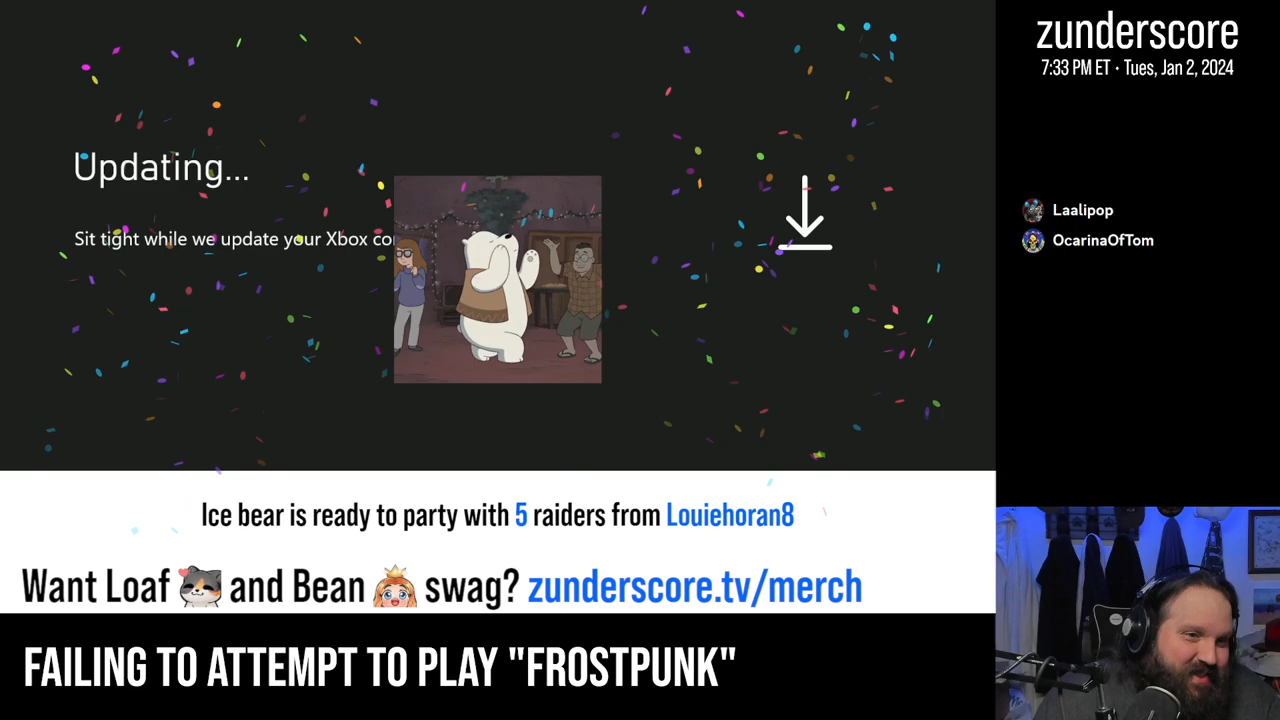 zunderscore
7:33 PM ET · Tues, Jan 2, 2024
Updating...
Sit tight while we update your Xbox co
Laalipop
OcarinaOfTom
Ice bear is ready to party with 5 raiders from Louiehoran8
Want Loaf and Bean swag? zunderscore.tv/merch
FAILING TO ATTEMPT TO PLAY "FROSTPUNK"